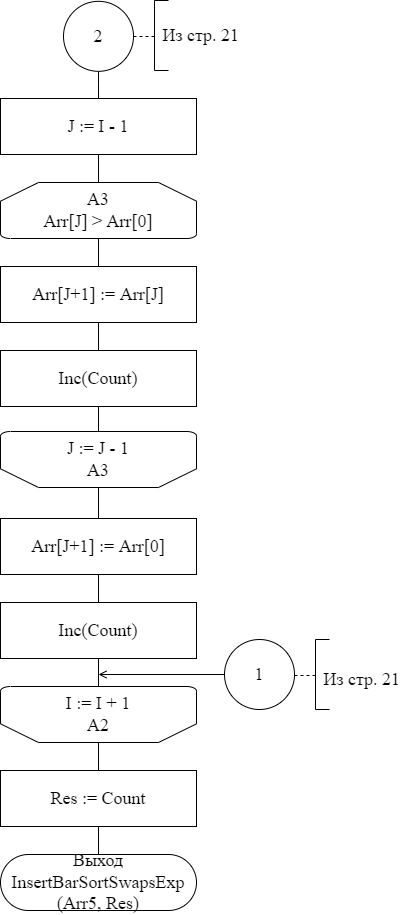 2
Из стр. 21
J := I - 1
A3
Arr[J] > Arr[0]
Arr[J+1] := Arr[J]
Inc(Count)
J := J - 1
A3
Arr[J+1] := Arr[0]
Inc(Count)
1
Из стр. 21
I := I + 1
A2
Res := Count
Выход
InsertBarSortSwapsExp
(Arr5, Res)